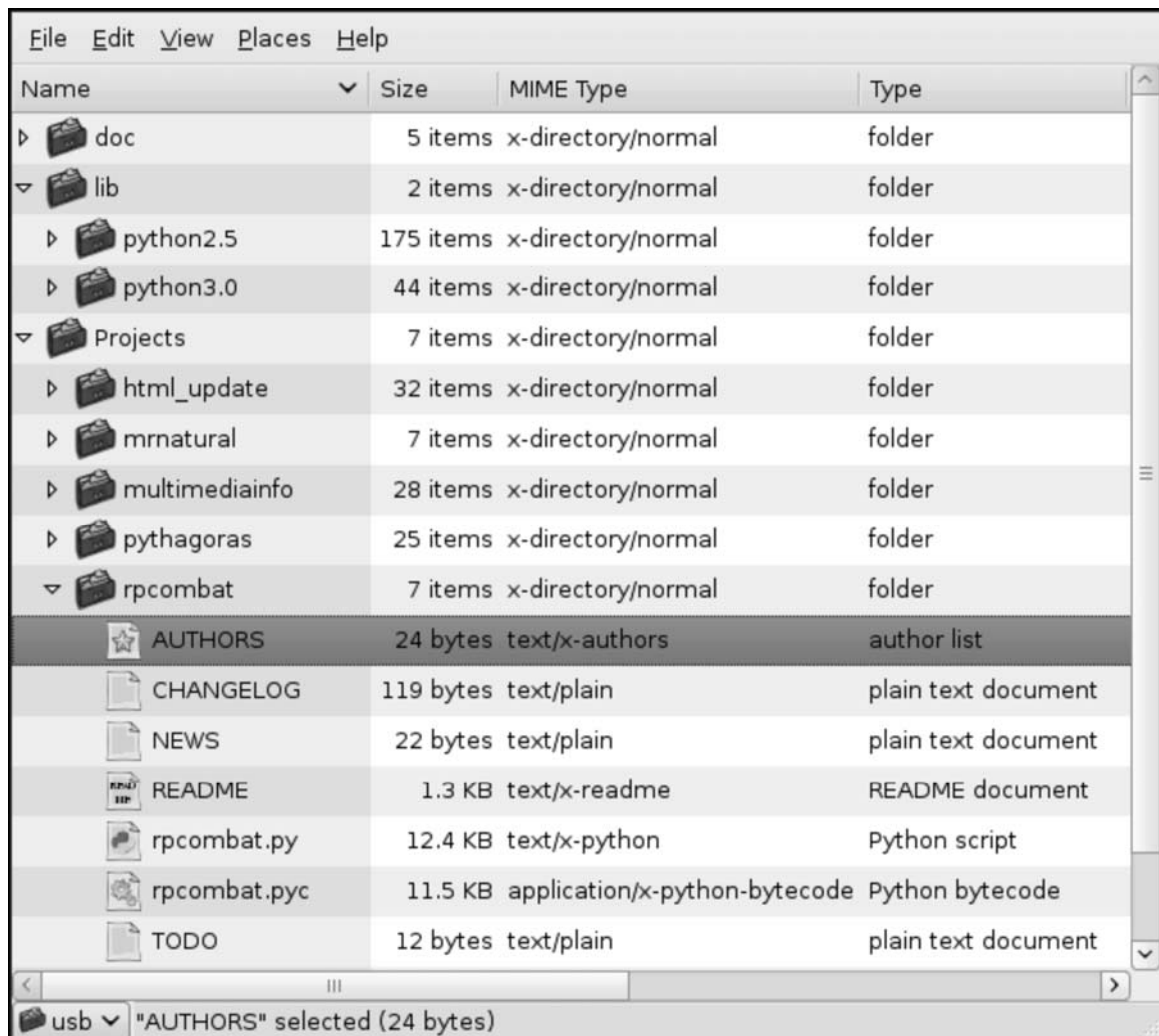 File Edit View Places Help
Name Size MIME Type Type
doc 5 items x-directory/normal folder
lib 2 items x-directory/normal folder
python2.5 175 items x-directory/normal folder
python3.0 44 items x-directory/normal folder
Projects 7 items x-directory/normal folder
html_update 32 items x-directory/normal folder
mrnatural 7 items x-directory/normal folder
multimediainfo 28 items x-directory/normal folder
pythagoras 25 items x-directory/normal folder
rpcombat 7 items x-directory/normal folder
AUTHORS 24 bytes text/x-authors author list
CHANGELOG 119 bytes text/plain plain text document
NEWS 22 bytes text/plain plain text document
README 1.3 KB text/x-readme README document
rpcombat.py 12.4 KB text/x-python Python script
rpcombat.pyc 11.5 KB application/x-python-bytecode Python bytecode
TODO 12 bytes text/plain plain text document
usb "AUTHORS" selected (24 bytes)